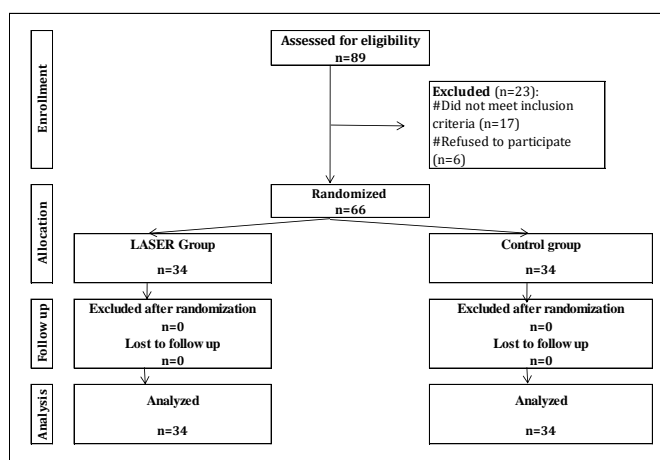 Enrollment
Assessed for eligibility
n=89
Excluded (n=23):
#Did not meet inclusion
criteria (n=17)
#Refused to participate
(n=6)
Allocation
Randomized
n=66
LASER Group
n=34
Control group
n=34
Follow up
Excluded after randomization
n=0
Lost to follow up
n=0
Excluded after randomization
n=0
Lost to follow up
n=0
Analysis
Analyzed
n=34
Analyzed
n=34